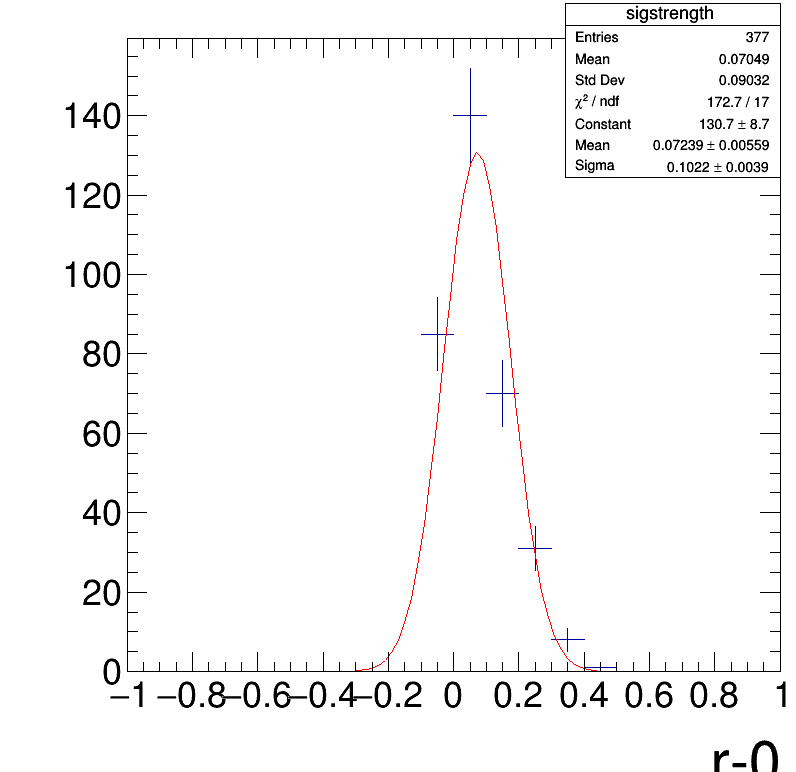 sigstrength
Entries 377
Mean 0.07049
Std Dev 0.09032
χ² / ndf 172.7 / 17
Constant 130.7 ± 8.7
Mean 0.07239 ± 0.00559
Sigma 0.1022 ± 0.0039
140
120
100
80
60
40
20
0
−1 −0.8 −0.6 −0.4 −0.2 0 0.2 0.4 0.6 0.8 1
r-0